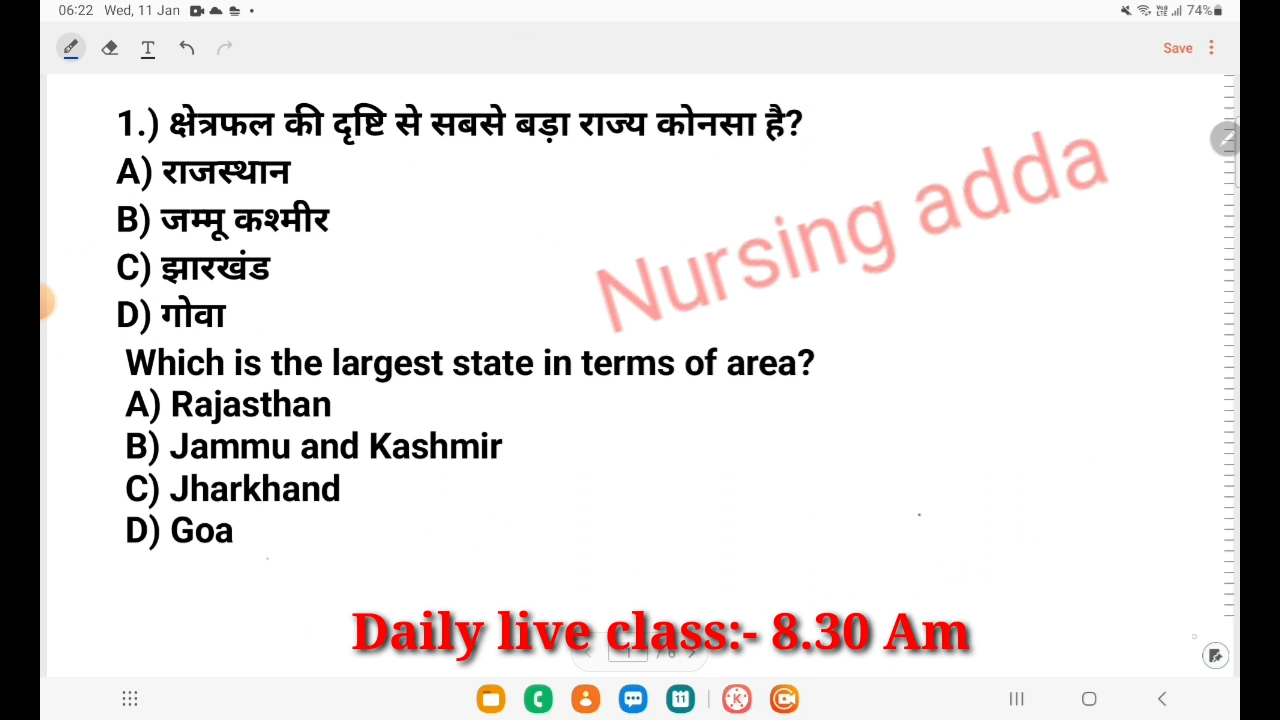 06:22 Wed, 11 Jan
74%
T
Save
1.) क्षेत्रफल की दृष्टि से सबसे बड़ा राज्य कोनसा है?
A) राजस्थान
B) जम्मू कश्मीर
C) झारखंड
D) गोवा
Nursing adda
Which is the largest state in terms of area?
A) Rajasthan
B) Jammu and Kashmir
C) Jharkhand
D) Goa
Daily live class:- 8.30 Am
11
K